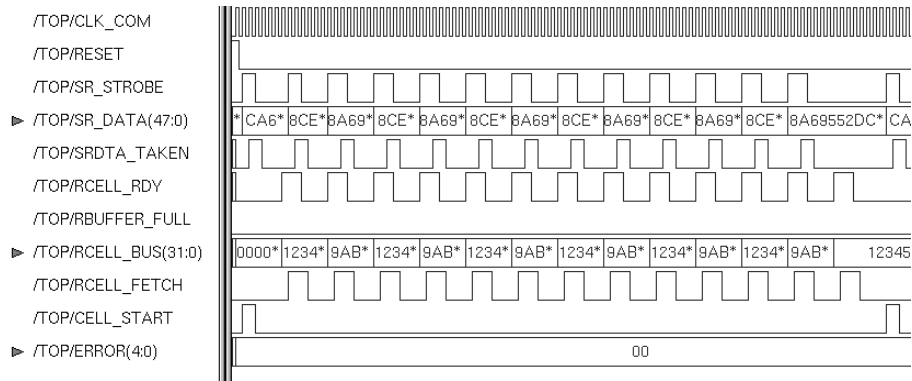 /TOP/CLK_COM
/TOP/RESET
/TOP/SR_STROBE
/TOP/SR_DATA(47:0) * CA6* 8CE* 8A69* 8CE* 8A69* 8CE* 8A69* 8CE* 8A69* 8CE* 8A69* 8CE* 8A69552DC* CA
/TOP/SRDTA_TAKEN
/TOP/RCELL_RDY
/TOP/RBUFFER_FULL
/TOP/RCELL_BUS(31:0) 0000* 1234* 9AB* 1234* 9AB* 1234* 9AB* 1234* 9AB* 1234* 9AB* 1234* 9AB* 12345
/TOP/RCELL_FETCH
/TOP/CELL_START
/TOP/ERROR(4:0) 00